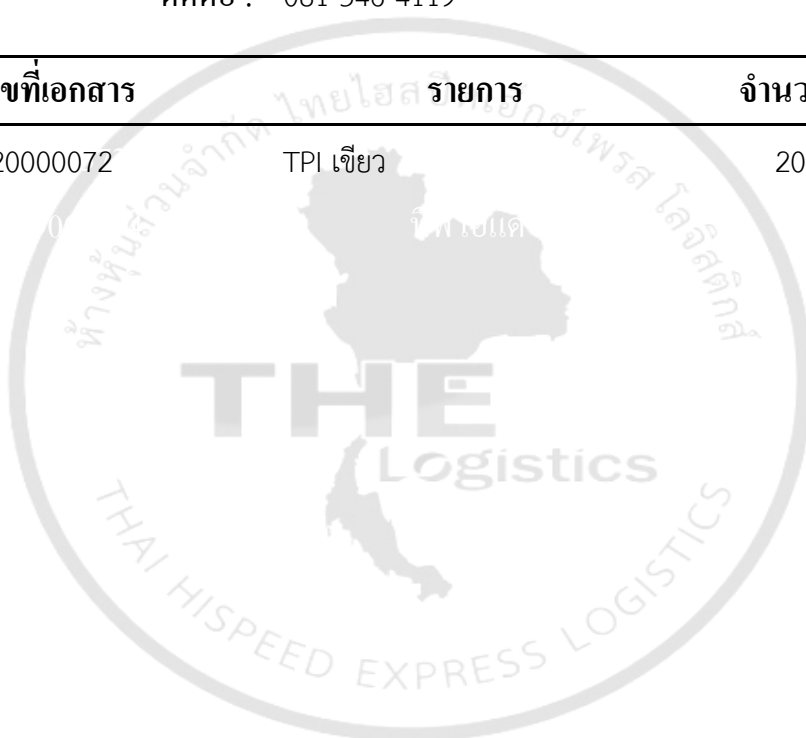 081 546 4119
ขที่เอกสาร รายการ จำนว
20000072 TPI เขียว 20
ห้างหุ้นส่วนจำกัด ไทยไฮสปีดเอ็กซ์เพรส โลจิสติกส์
THE
Logistics
THAI HISPEED EXPRESS LOGISTICS